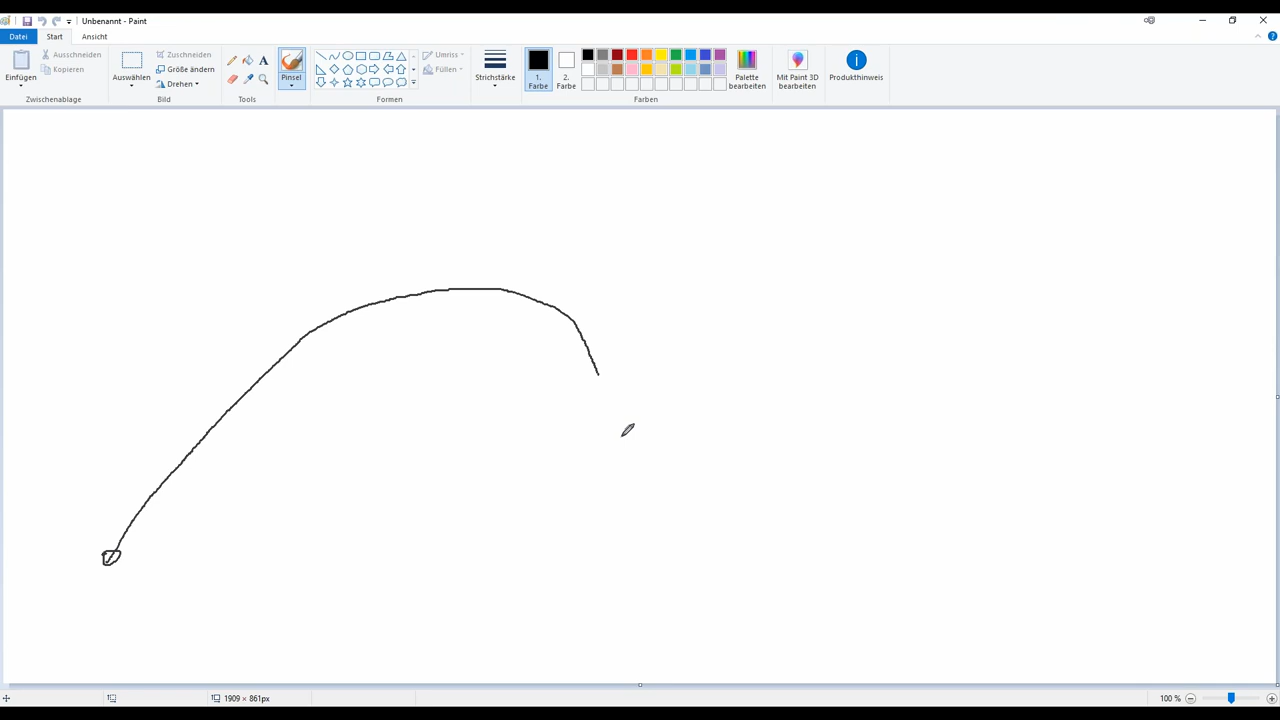 Unbenannt - Paint
Datei Start Ansicht
Einfügen
Ausschneiden
Kopieren
Zwischenablage
Auswählen
Zuschneiden
Größe ändern
Drehen
Bild
A
Tools
Pinsel
Umriss
Füllen
Formen
Strichstärke
1.
Farbe
2.
Farbe
Palette
bearbeiten
Farben
Mit Paint 3D
bearbeiten
Produkthinweis
1909 × 861px
100 %